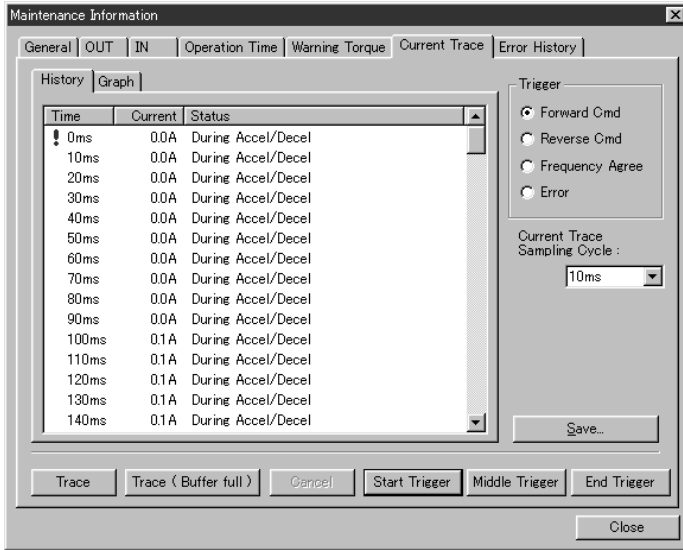 Maintenance Information
General OUT IN Operation Time Warning Torque Current Trace Error History
History Graph
Time Current Status
0ms 0.0A During Accel/Decel
10ms 0.0A During Accel/Decel
20ms 0.0A During Accel/Decel
30ms 0.0A During Accel/Decel
40ms 0.0A During Accel/Decel
50ms 0.0A During Accel/Decel
60ms 0.0A During Accel/Decel
70ms 0.0A During Accel/Decel
80ms 0.0A During Accel/Decel
90ms 0.0A During Accel/Decel
100ms 0.1A During Accel/Decel
110ms 0.1A During Accel/Decel
120ms 0.1A During Accel/Decel
130ms 0.1A During Accel/Decel
140ms 0.1A During Accel/Decel
Trigger
Forward Cmd
Reverse Cmd
Frequency Agree
Error
Current Trace
Sampling Cycle :
10ms
Save...
Trace Trace ( Buffer full ) Cancel Start Trigger Middle Trigger End Trigger
Close